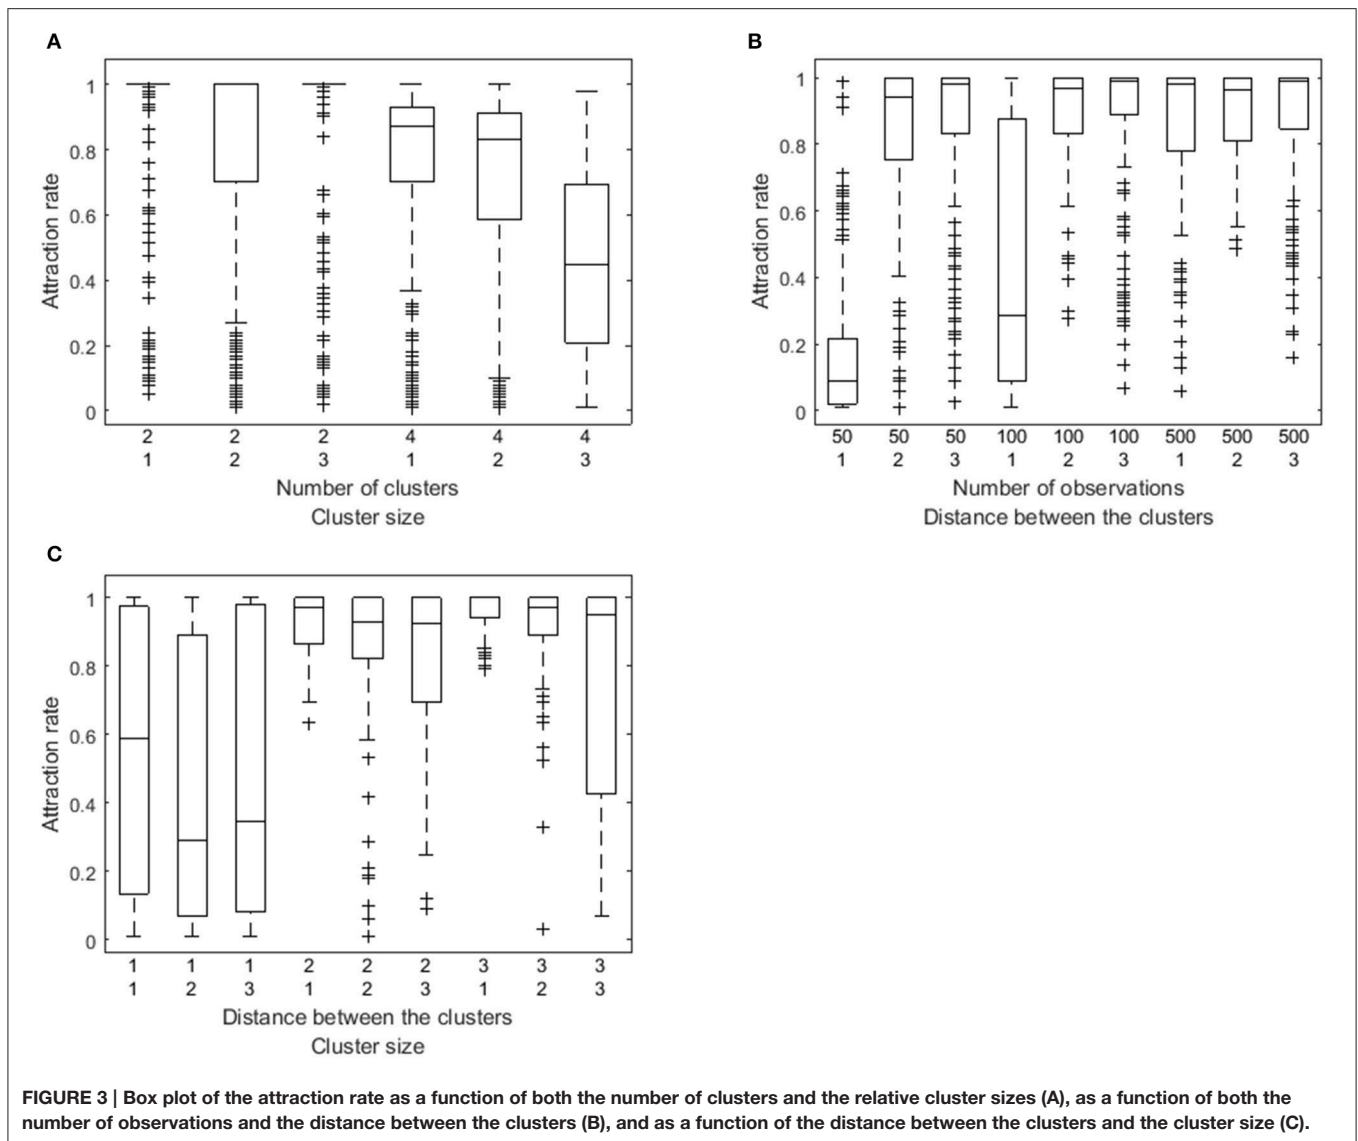 A
Attraction rate
1
0.8
0.6
0.4
0.2
0
2 2 2 4 4 4
1 2 3 1 2 3
Number of clusters
Cluster size
B
Attraction rate
1
0.8
0.6
0.4
0.2
0
50 50 50 100 100 100 500 500 500
1 2 3 1 2 3 1 2 3
Number of observations
Distance between the clusters
C
Attraction rate
1
0.8
0.6
0.4
0.2
0
1 1 1 2 2 2 3 3 3
1 2 3 1 2 3 1 2 3
Distance between the clusters
Cluster size
FIGURE 3 | Box plot of the attraction rate as a function of both the number of clusters and the relative cluster sizes (A), as a function of both the
number of observations and the distance between the clusters (B), and as a function of the distance between the clusters and the cluster size (C).